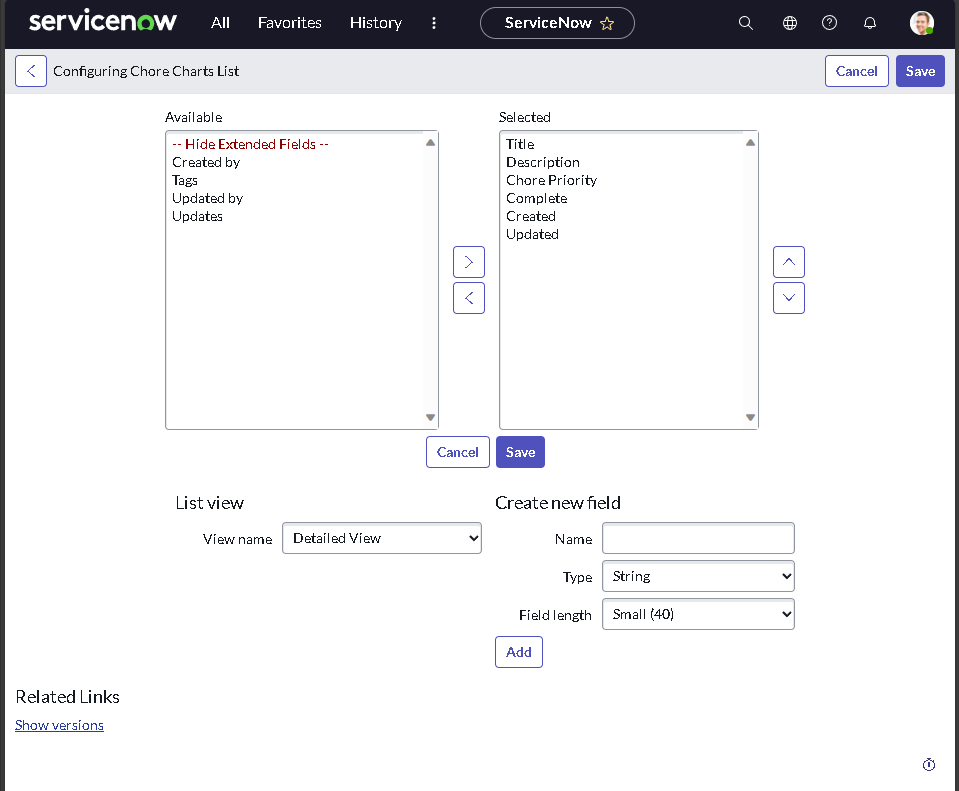 servicenow All Favorites History ServiceNow
Configuring Chore Charts List Cancel Save
Available
-- Hide Extended Fields --
Created by
Tags
Updated by
Updates
Selected
Title
Description
Chore Priority
Complete
Created
Updated
Cancel Save
List view
View name Detailed View
Create new field
Name
Type String
Field length Small (40)
Add
Related Links
Show versions